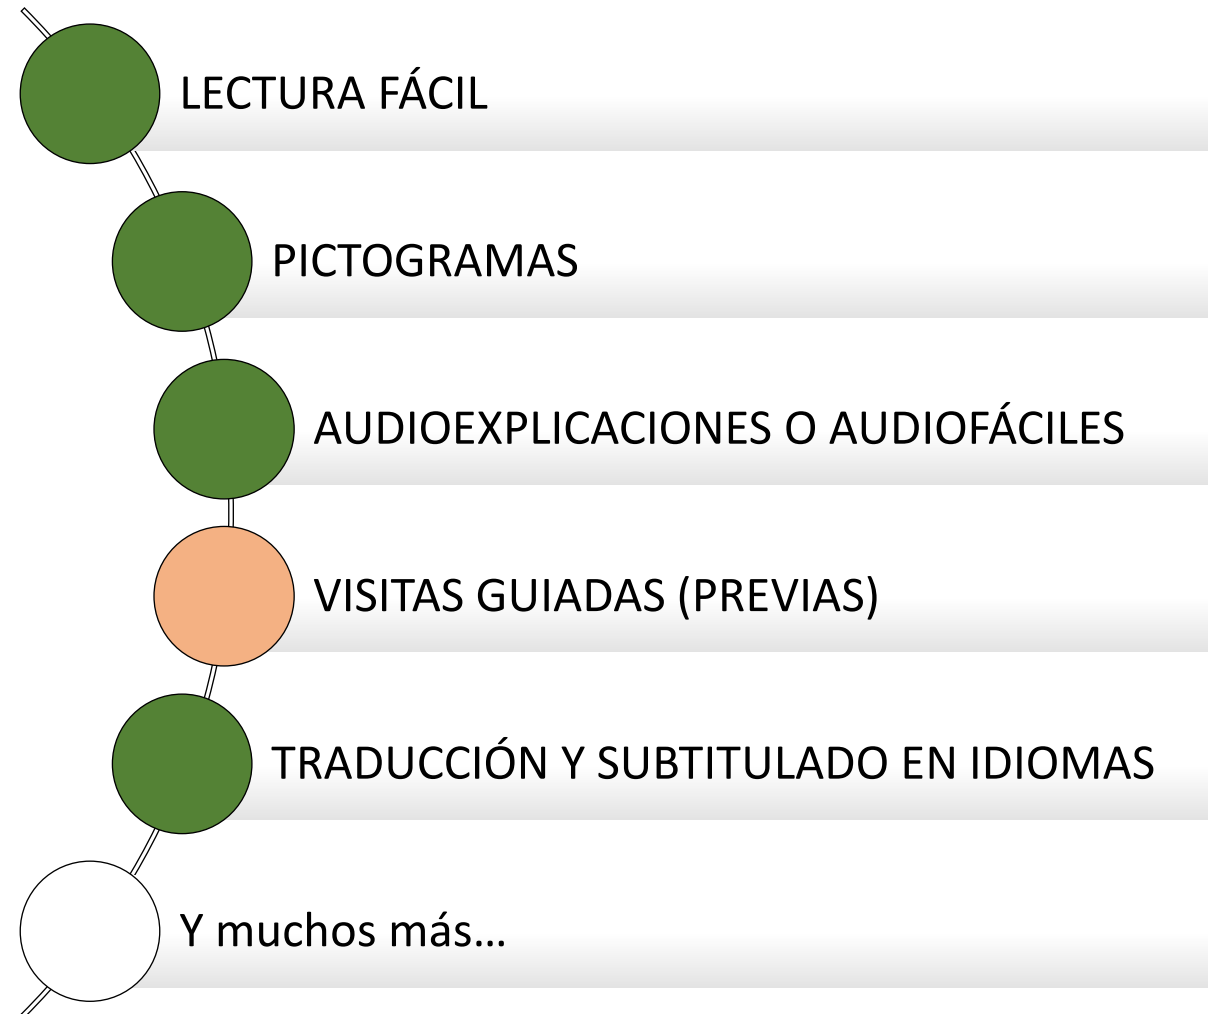 LECTURA FÁCIL
PICTOGRAMAS
AUDIOEXPLICACIONES O AUDIOFÁCILES
VISITAS GUIADAS (PREVIAS)
TRADUCCIÓN Y SUBTITULADO EN IDIOMAS
Y muchos más...